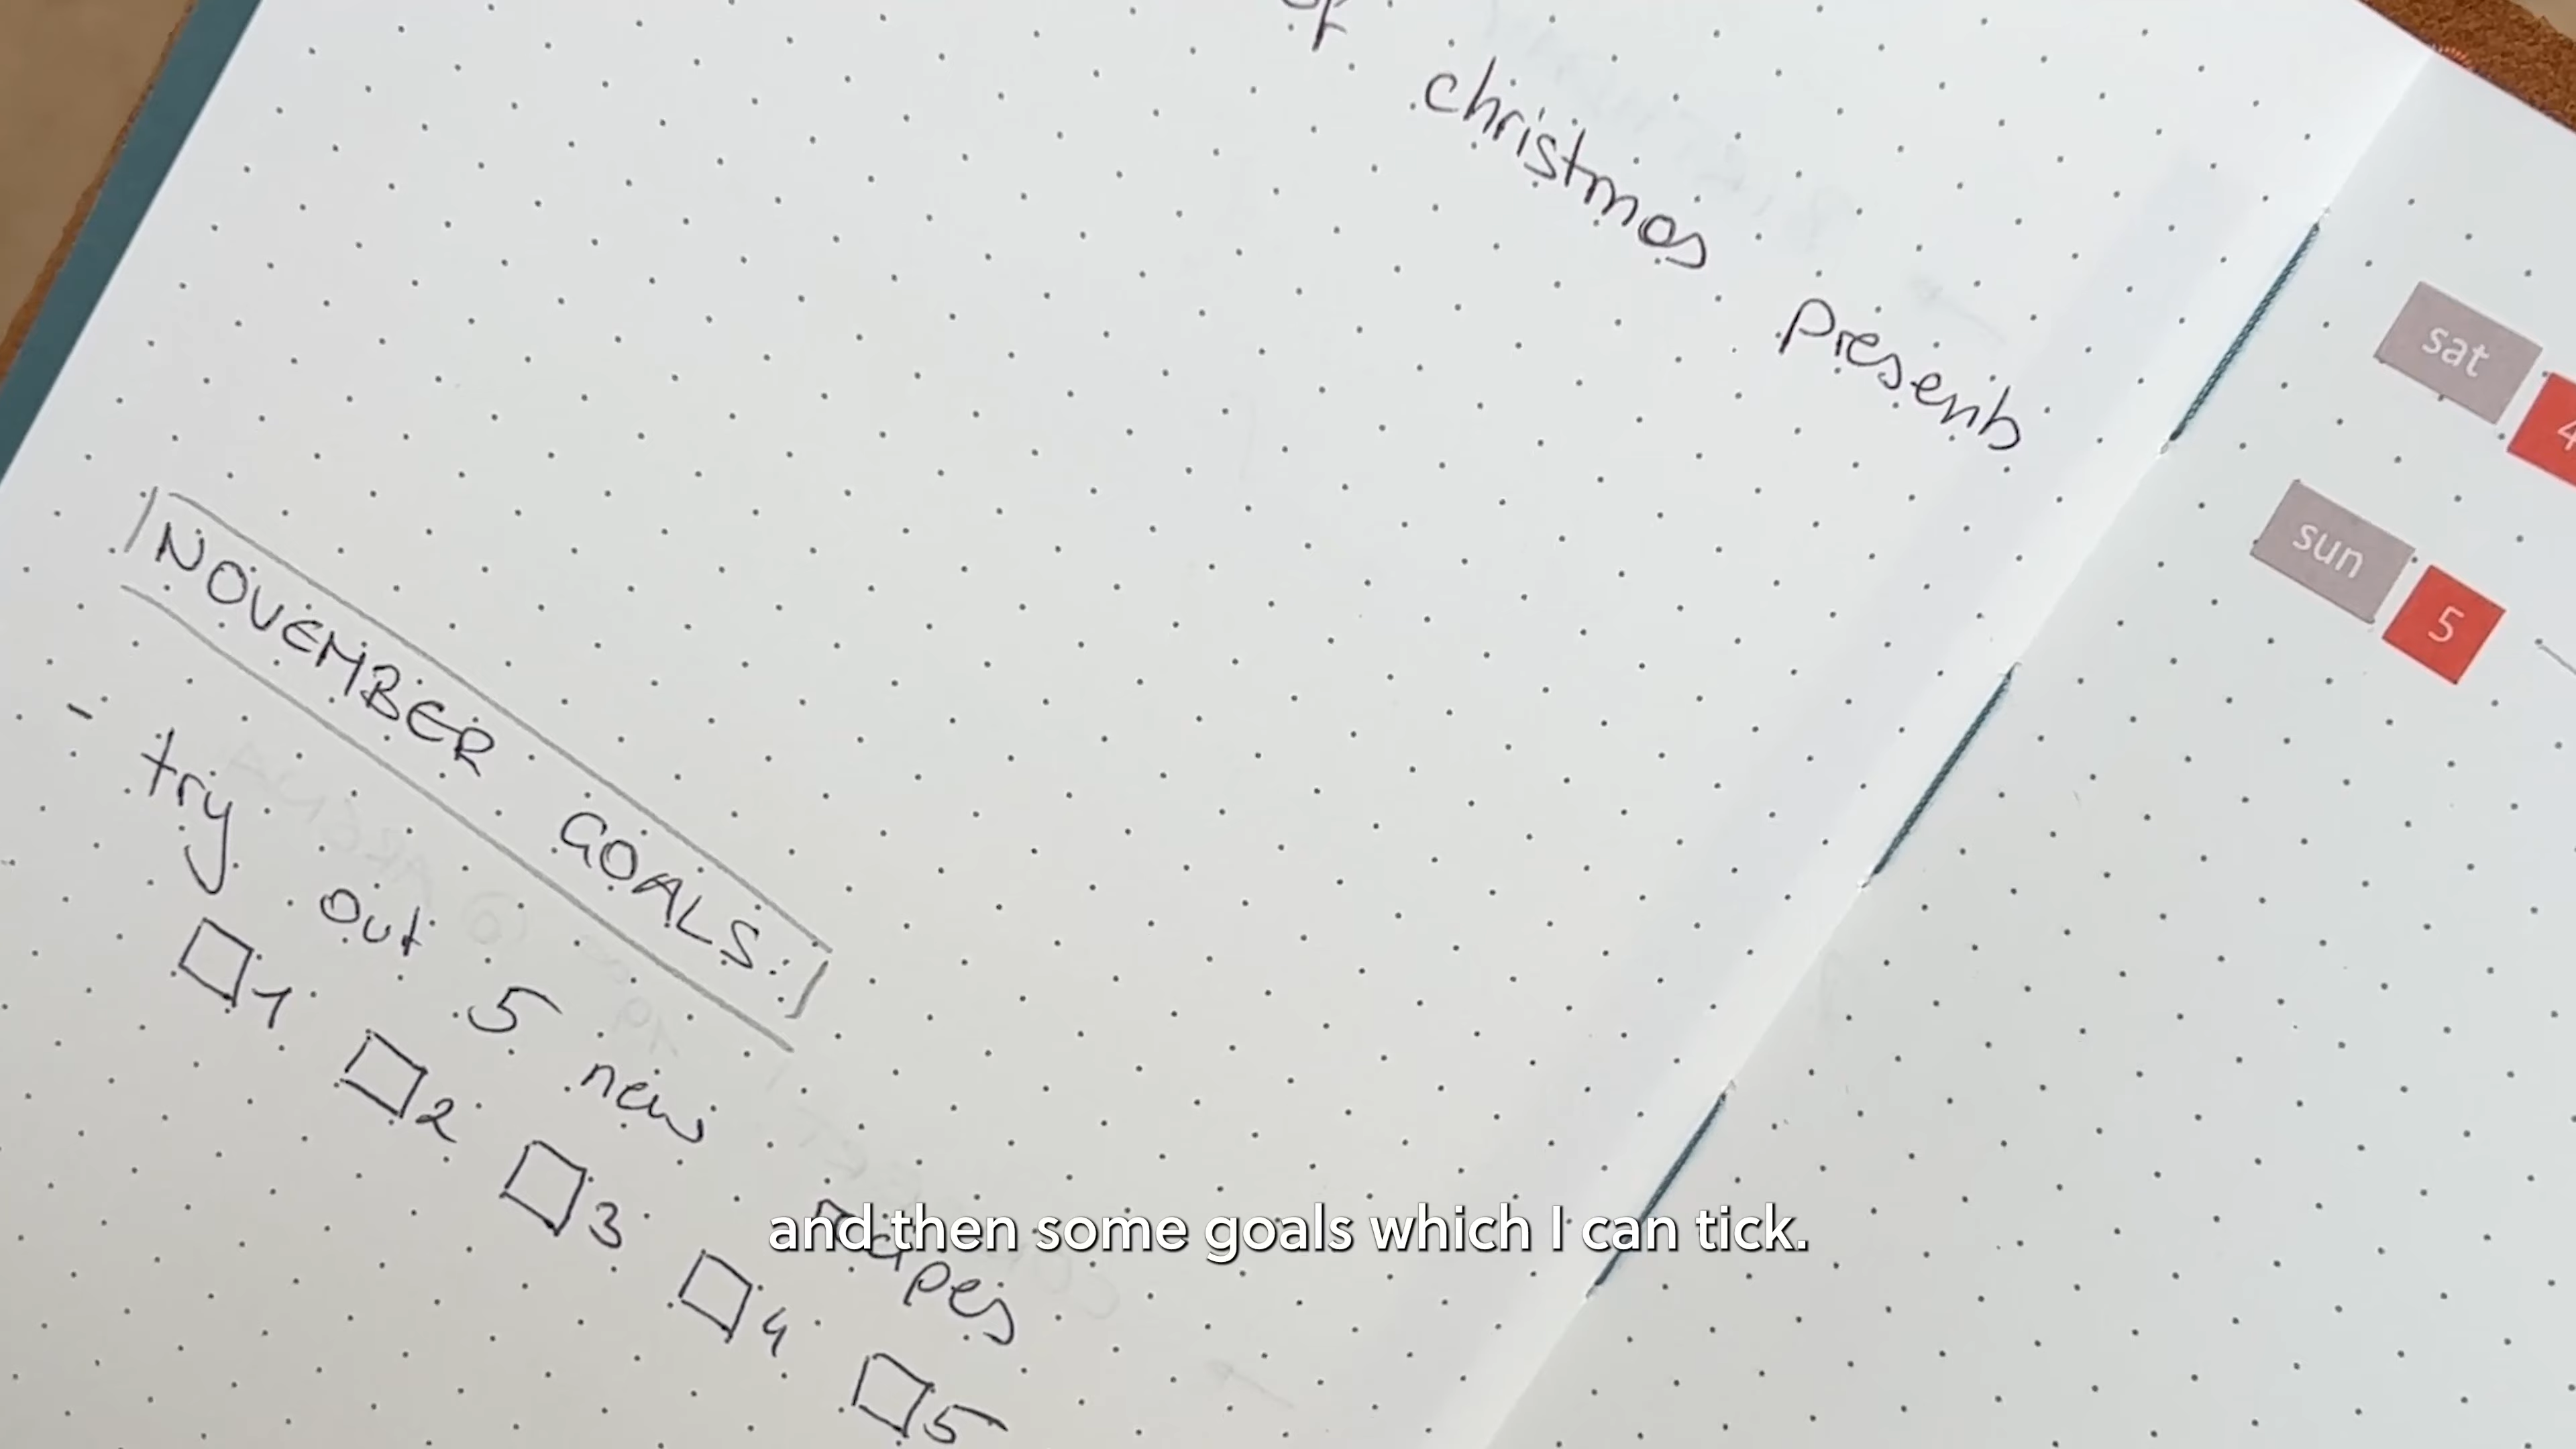 of christmas presents
NOVEMBER GOALS:
- try out 5 new
1 2 3 4 5
sat 4
sun 5
and then some goals which I can tick.